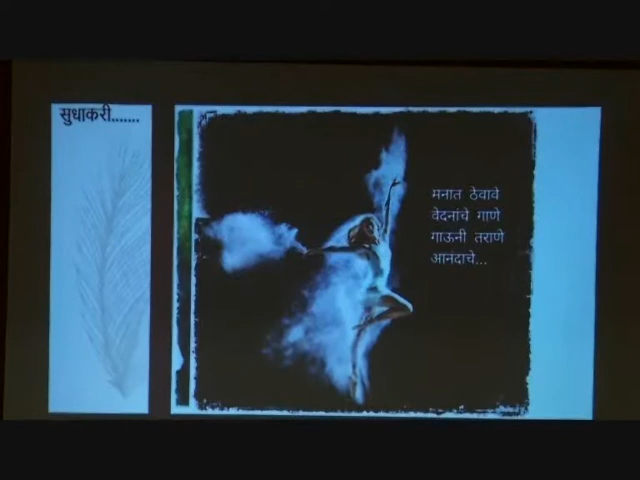 सुधाकरी.......
मनात ठेवावे
वेदनांचे गाणे
गाऊनी तराणे
आनंदाचे...